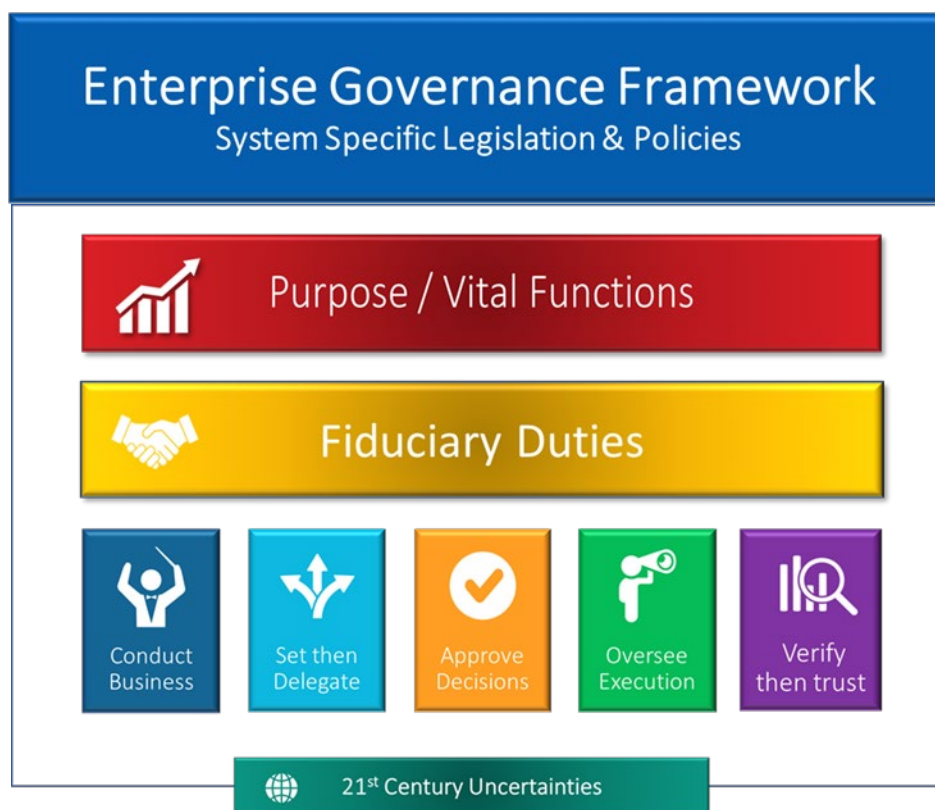 Enterprise Governance Framework
System Specific Legislation & Policies
Purpose / Vital Functions
Fiduciary Duties
Conduct
Business
Set then
Delegate
Approve
Decisions
Oversee
Execution
Verify
then trust
21st Century Uncertainties